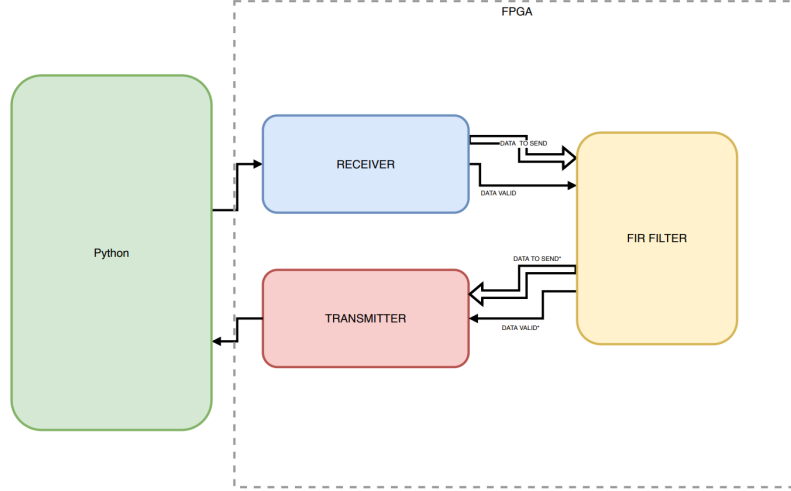 FPGA
Python
RECEIVER
DATA TO SEND
DATA VALID
FIR FILTER
DATA TO SEND*
TRANSMITTER
DATA VALID*